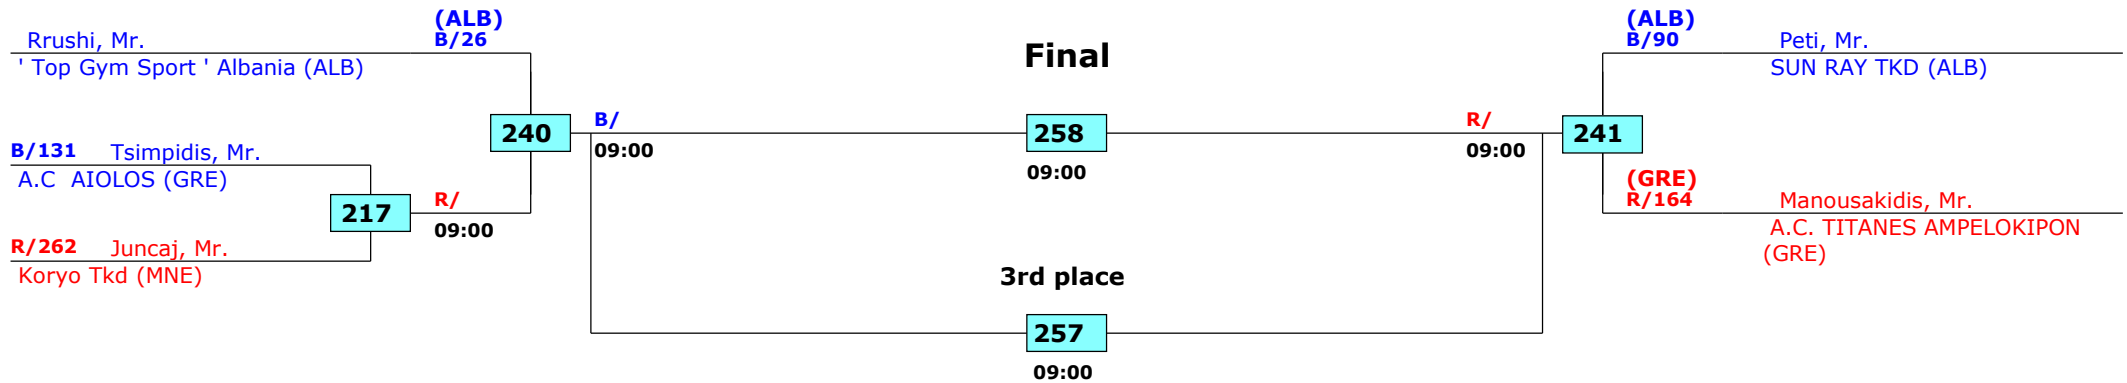 (ALB)
B/26
Rrushi, Mr.
' Top Gym Sport ' Albania (ALB)
B/131 Tsimpidis, Mr.
A.C AIOLOS (GRE)
217
R/262 Juncaj, Mr.
Koryo Tkd (MNE)
R/
09:00
240
B/
09:00
Final
258
09:00
3rd place
257
09:00
R/
09:00
241
(ALB)
B/90
Peti, Mr.
SUN RAY TKD (ALB)
(GRE)
R/164
Manousakidis, Mr.
A.C. TITANES AMPELOKIPON
(GRE)